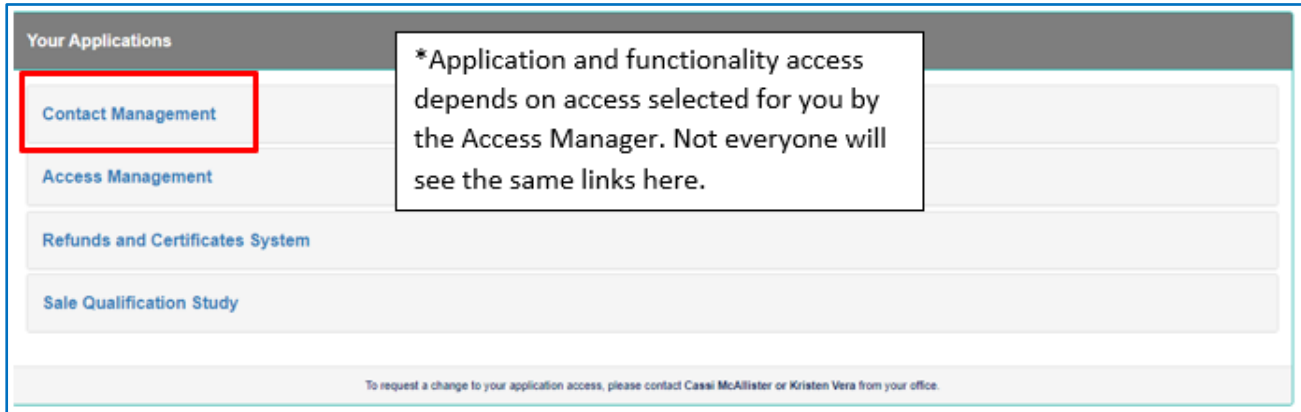 Your Applications
*Application and functionality access
depends on access selected for you by
the Access Manager. Not everyone will
see the same links here.
Contact Management
Access Management
Refunds and Certificates System
Sale Qualification Study
To request a change to your application access, please contact Cassi McAllister or Kristen Vera from your office.